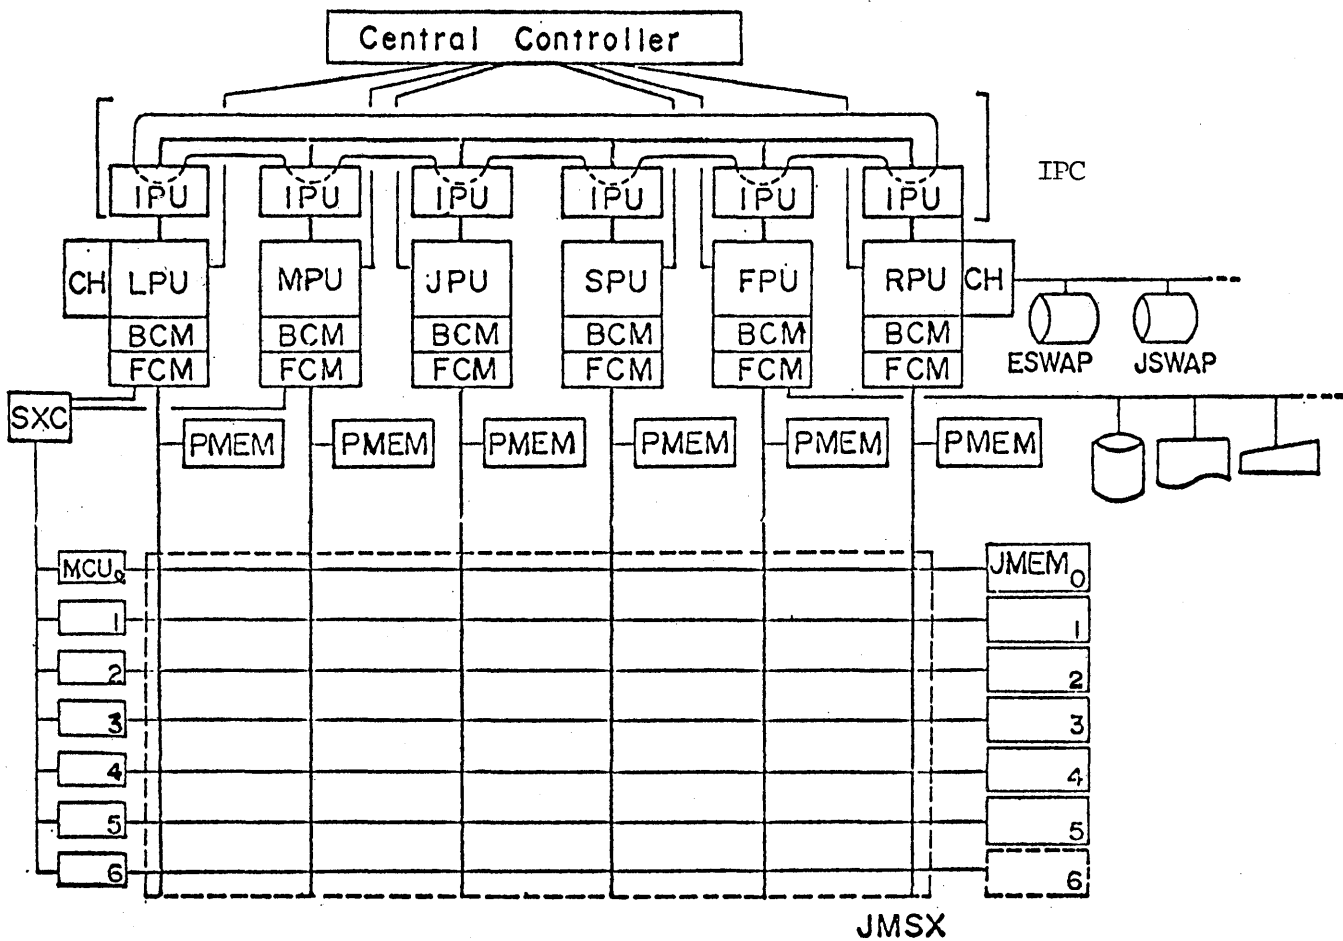 Central Controller
IPU IPU IPU IPU IPU IPU
IPC
CH LPU MPU JPU SPU FPU RPU CH
BCM BCM BCM BCM BCM BCM
FCM FCM FCM FCM FCM FCM
ESWAP JSWAP
SXC
PMEM PMEM PMEM PMEM PMEM PMEM
MCU0 JMEM0
1 1
2 2
3 3
4 4
5 5
6 6
JMSX